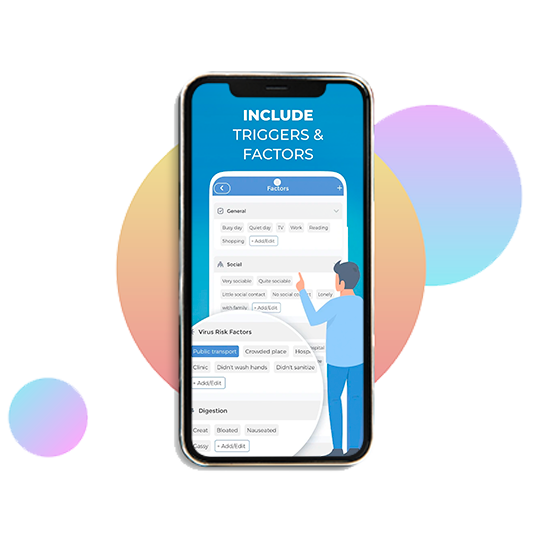 INCLUDE
TRIGGERS &
FACTORS
Factors
General
Busy day Quiet day TV Work Reading
Shopping + Add/Edit
Social
Very sociable Quite sociable
Little social contact No social contact Lonely
with family + Add/Edit
Virus Risk Factors
Public transport Crowded place Hosp
Clinic Didn't wash hands Didn't sanitize
+ Add/Edit
Digestion
Great Bloated Nauseated
Gassy + Add/Edit